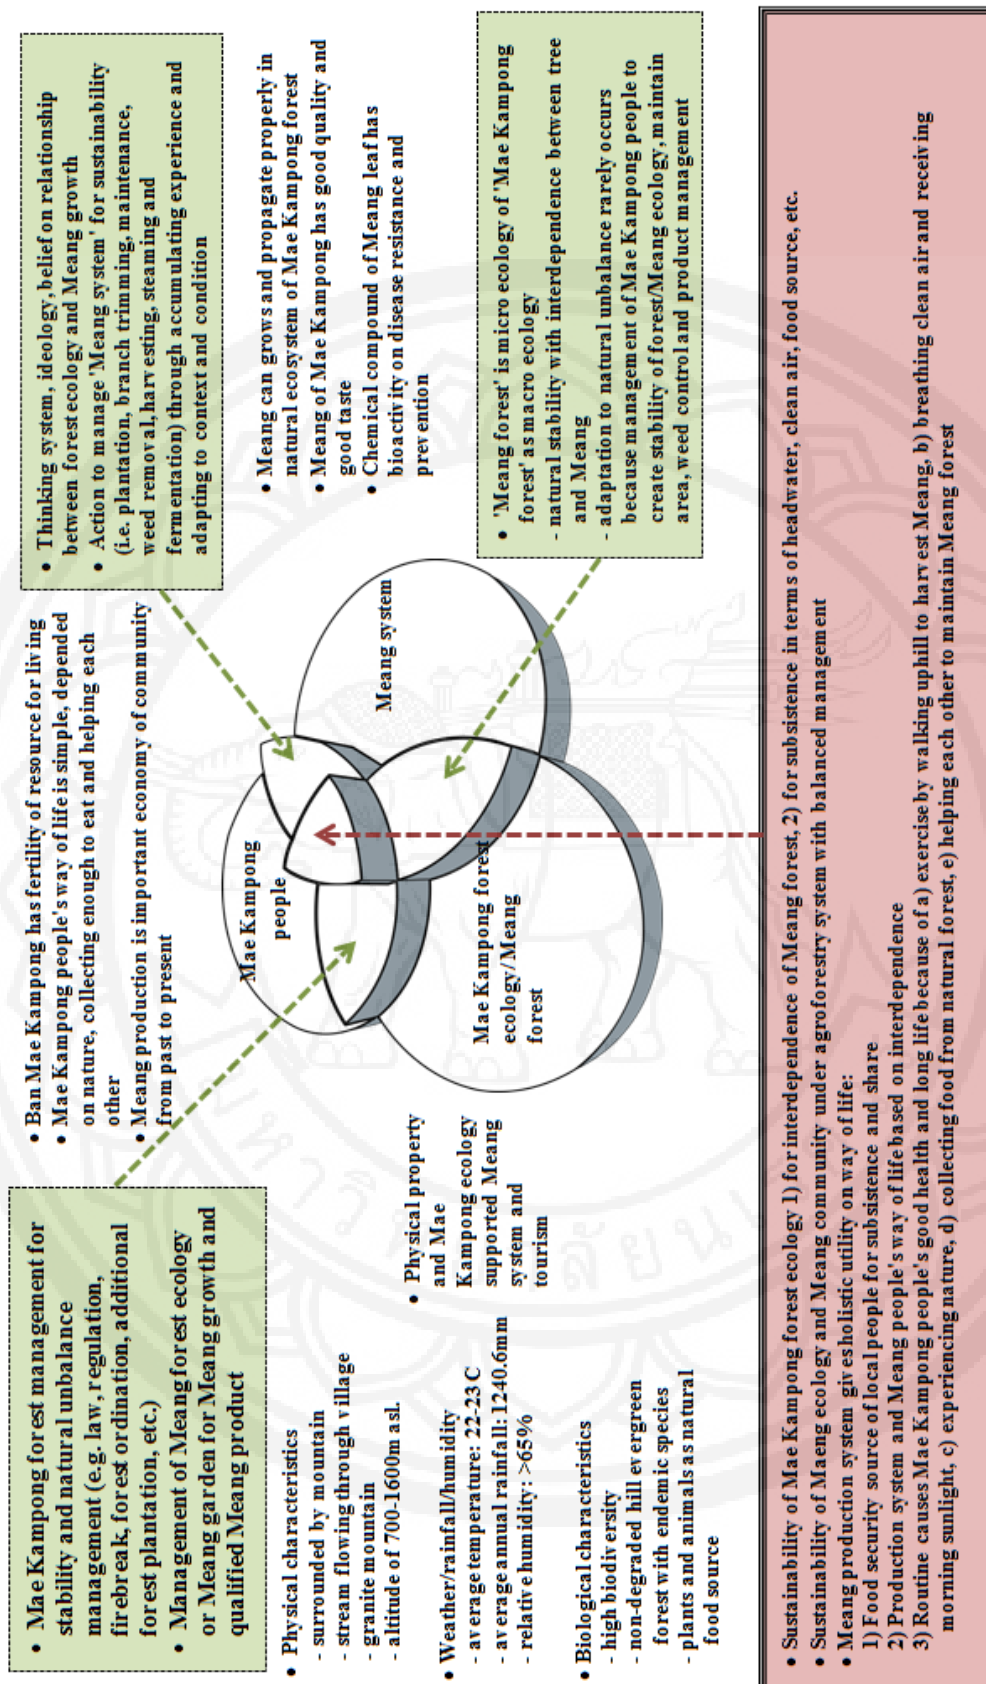 • Mae Kampong forest management for
stability and natural unbalance
management (e.g. law, regulation,
firebreak, forest ordination, additional
forest plantation, etc.)
• Management of Meang forest ecology
or Meang garden for Meang growth and
qualified Meang product
• Ban Mae Kampong has fertility of resource for living
• Mae Kampong people's way of life is simple, depended
on nature, collecting enough to eat and helping each
other
• Meang production is important economy of community
from past to present
• Thinking system, ideology, belief on relationship
between forest ecology and Meang growth
• Action to manage 'Meang system' for sustainability
(i.e. plantation, branch trimming, maintenance,
weed removal, harvesting, steaming and
fermentation) through accumulating experience and
adapting to context and condition
• Physical characteristics
- surrounded by mountain
- stream flowing through village
- granite mountain
- altitude of 700-1600m asl.
• Weather/rainfall/humidity
- average temperature: 22-23 C
- average annual rainfall: 1240.6mm
- relative humidity: >65%
• Biological characteristics
- high biodiversity
- non-degraded hill evergreen
forest with endemic species
- plants and animals as natural
food source
• Physical property
and Mae
Kampong ecology
supported Meang
system and
tourism
Mae Kampong
people
Mae Kampong forest
ecology/Meang
forest
Meang system
• Meang can grows and propagate properly in
natural ecosystem of Mae Kampong forest
• Meang of Mae Kampong has good quality and
good taste
• Chemical compound of Meang leaf has
bioactivity on disease resistance and
prevention
• 'Meang forest' is micro ecology of 'Mae Kampong
forest' as macro ecology
- natural stability with interdependence between tree
and Meang
- adaptation to natural unbalance rarely occurs
because management of Mae Kampong people to
create stability of forest/Meang ecology, maintain
area, weed control and product management
• Sustainability of Mae Kampong forest ecology 1) for interdependence of Meang forest, 2) for subsistence in terms of headwater, clean air, food source, etc.
• Sustainability of Maeng ecology and Meang community under agroforestry system with balanced management
• Meang production system gives holistic utility on way of life:
1) Food security source of local people for subsistence and share
2) Production system and Meang people's way of life based on interdependence
3) Routine causes Mae Kampong people's good health and long life because of a) exercise by walking uphill to harvest Meang, b) breathing clean air and receiving
morning sunlight, c) experiencing nature, d) collecting food from natural forest, e) helping each other to maintain Meang forest